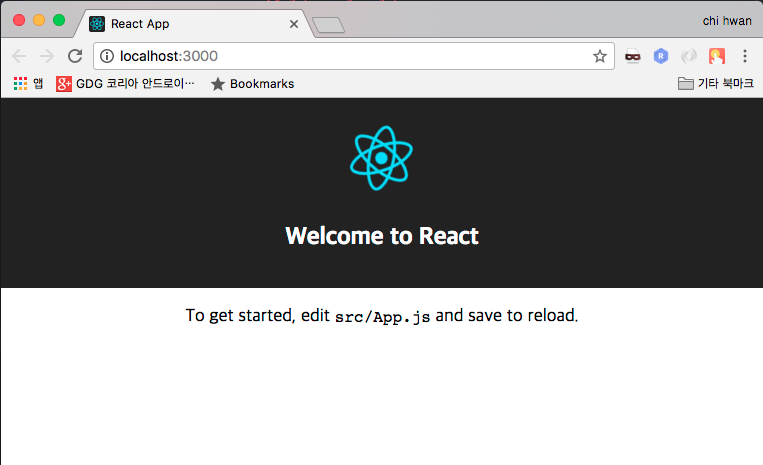 React App
chi hwan
localhost:3000
앱 GDG 코리아 안드로이… Bookmarks 기타 북마크
Welcome to React
To get started, edit src/App.js and save to reload.